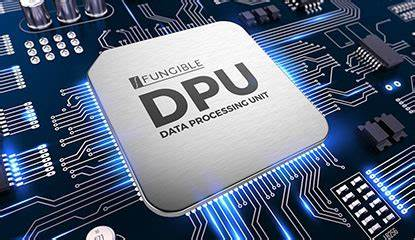 FUNGIBLE
DPU
DATA PROCESSING UNIT